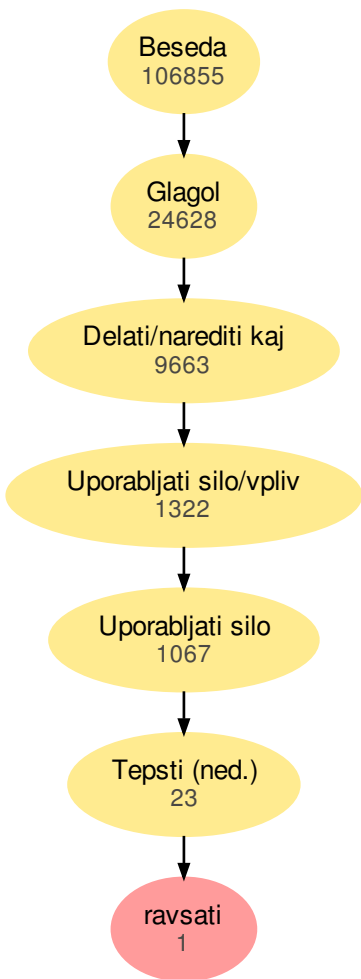 Beseda
106855
Glagol
24628
Delati/narediti kaj
9663
Uporabljati silo/vpliv
1322
Uporabljati silo
1067
Tepsti (ned.)
23
ravsati
1